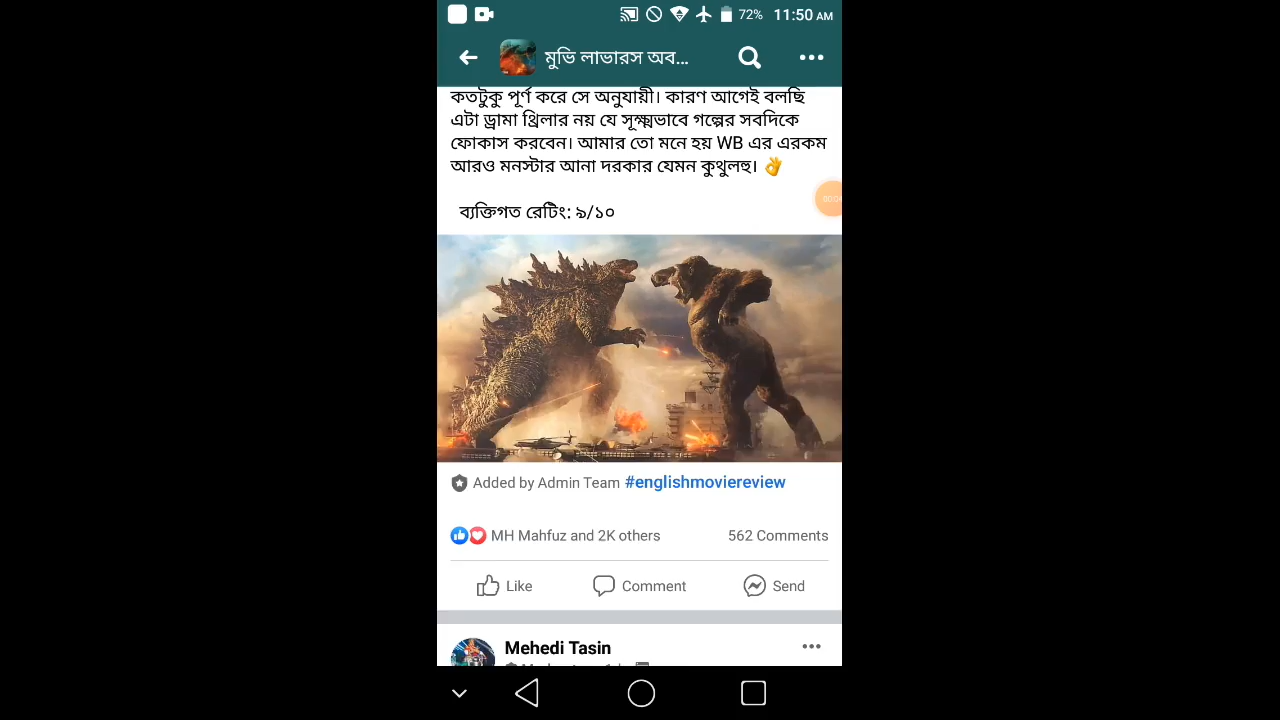 72% 11:50 AM
মুভি লাভারস অব...
কতটুকু পূর্ণ করে সে অনুযায়ী। কারণ আগেই বলছি
এটা ড্রামা থ্রিলার নয় যে সূক্ষ্মভাবে গল্পের সবদিকে
ফোকাস করবেন। আমার তো মনে হয় WB এর এরকম
আরও মনস্টার আনা দরকার যেমন কুথুলহু। 👌
ব্যক্তিগত রেটিং: ৯/১০
Added by Admin Team #englishmoviereview
MH Mahfuz and 2K others 562 Comments
Like Comment Send
Mehedi Tasin